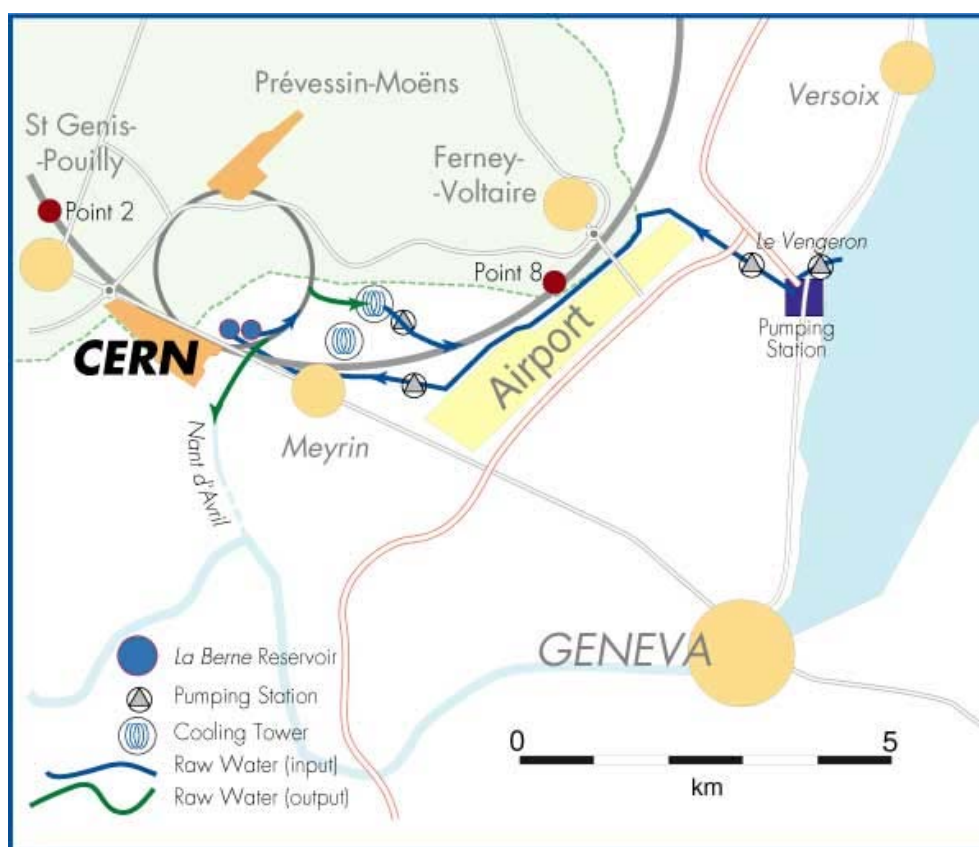 Prévessin-Moëns
Versoix
St Genis-
-Pouilly
Ferney-
-Voltaire
Point 2
Le Vengeron
Point 8
Pumping
Station
CERN
Airport
Meyrin
Nant d'Avril
GENEVA
La Berne Reservoir
Pumping Station
Cooling Tower
Raw Water (input)
Raw Water (output)
0 5
km